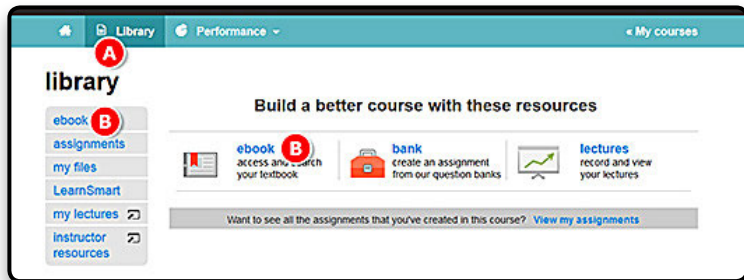 Library
Performance
« My courses
A
library
ebook B
assignments
my files
LearnSmart
my lectures
instructor
resources
Build a better course with these resources
ebook B
access and search
your textbook
bank
create an assignment
from our question banks
lectures
record and view
your lectures
Want to see all the assignments that you've created in this course? View my assignments